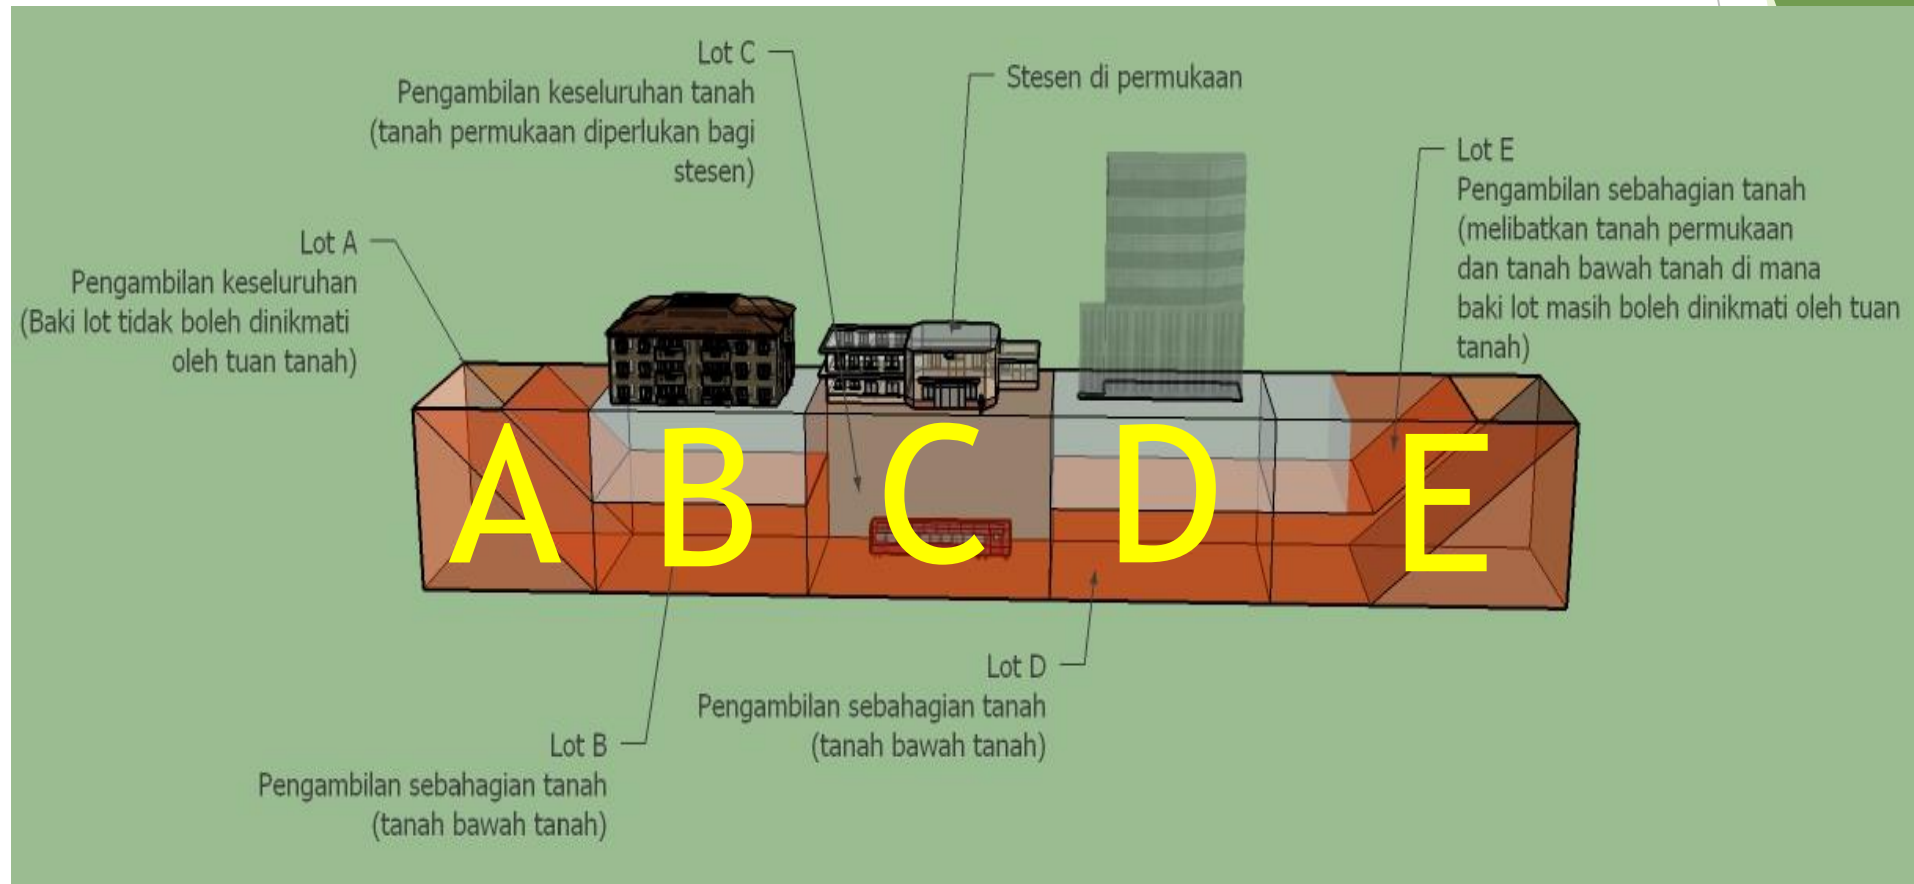 Lot C
Pengambilan keseluruhan tanah
(tanah permukaan diperlukan bagi
stesen)
Stesen di permukaan
Lot E
Pengambilan sebahagian tanah
(melibatkan tanah permukaan
dan tanah bawah tanah di mana
baki lot masih boleh dinikmati oleh tuan
tanah)
Lot A
Pengambilan keseluruhan
(Baki lot tidak boleh dinikmati
oleh tuan tanah)
A B C D E
Lot D
Pengambilan sebahagian tanah
(tanah bawah tanah)
Lot B
Pengambilan sebahagian tanah
(tanah bawah tanah)